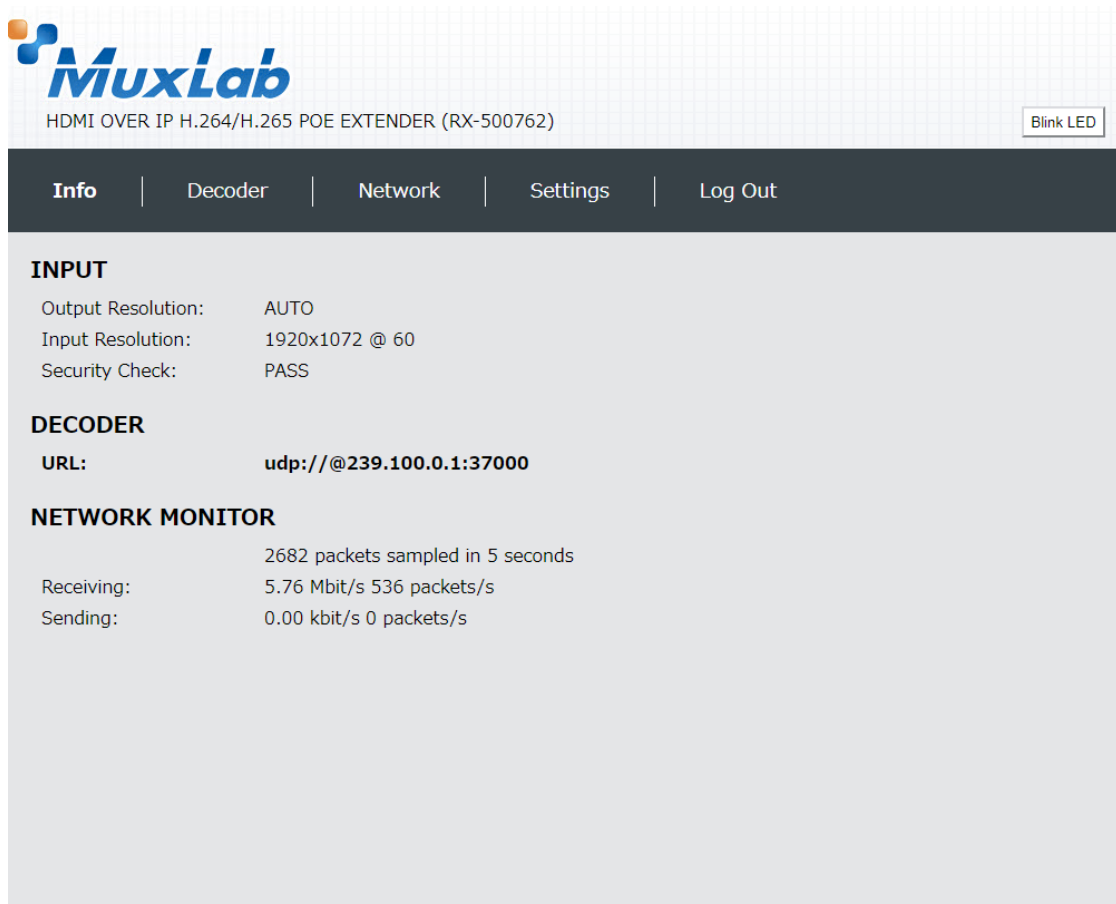 MuxLab
HDMI OVER IP H.264/H.265 POE EXTENDER (RX-500762)
Blink LED
Info Decoder Network Settings Log Out
INPUT
Output Resolution: AUTO
Input Resolution: 1920x1072 @ 60
Security Check: PASS
DECODER
URL: udp://@239.100.0.1:37000
NETWORK MONITOR
2682 packets sampled in 5 seconds
Receiving: 5.76 Mbit/s 536 packets/s
Sending: 0.00 kbit/s 0 packets/s